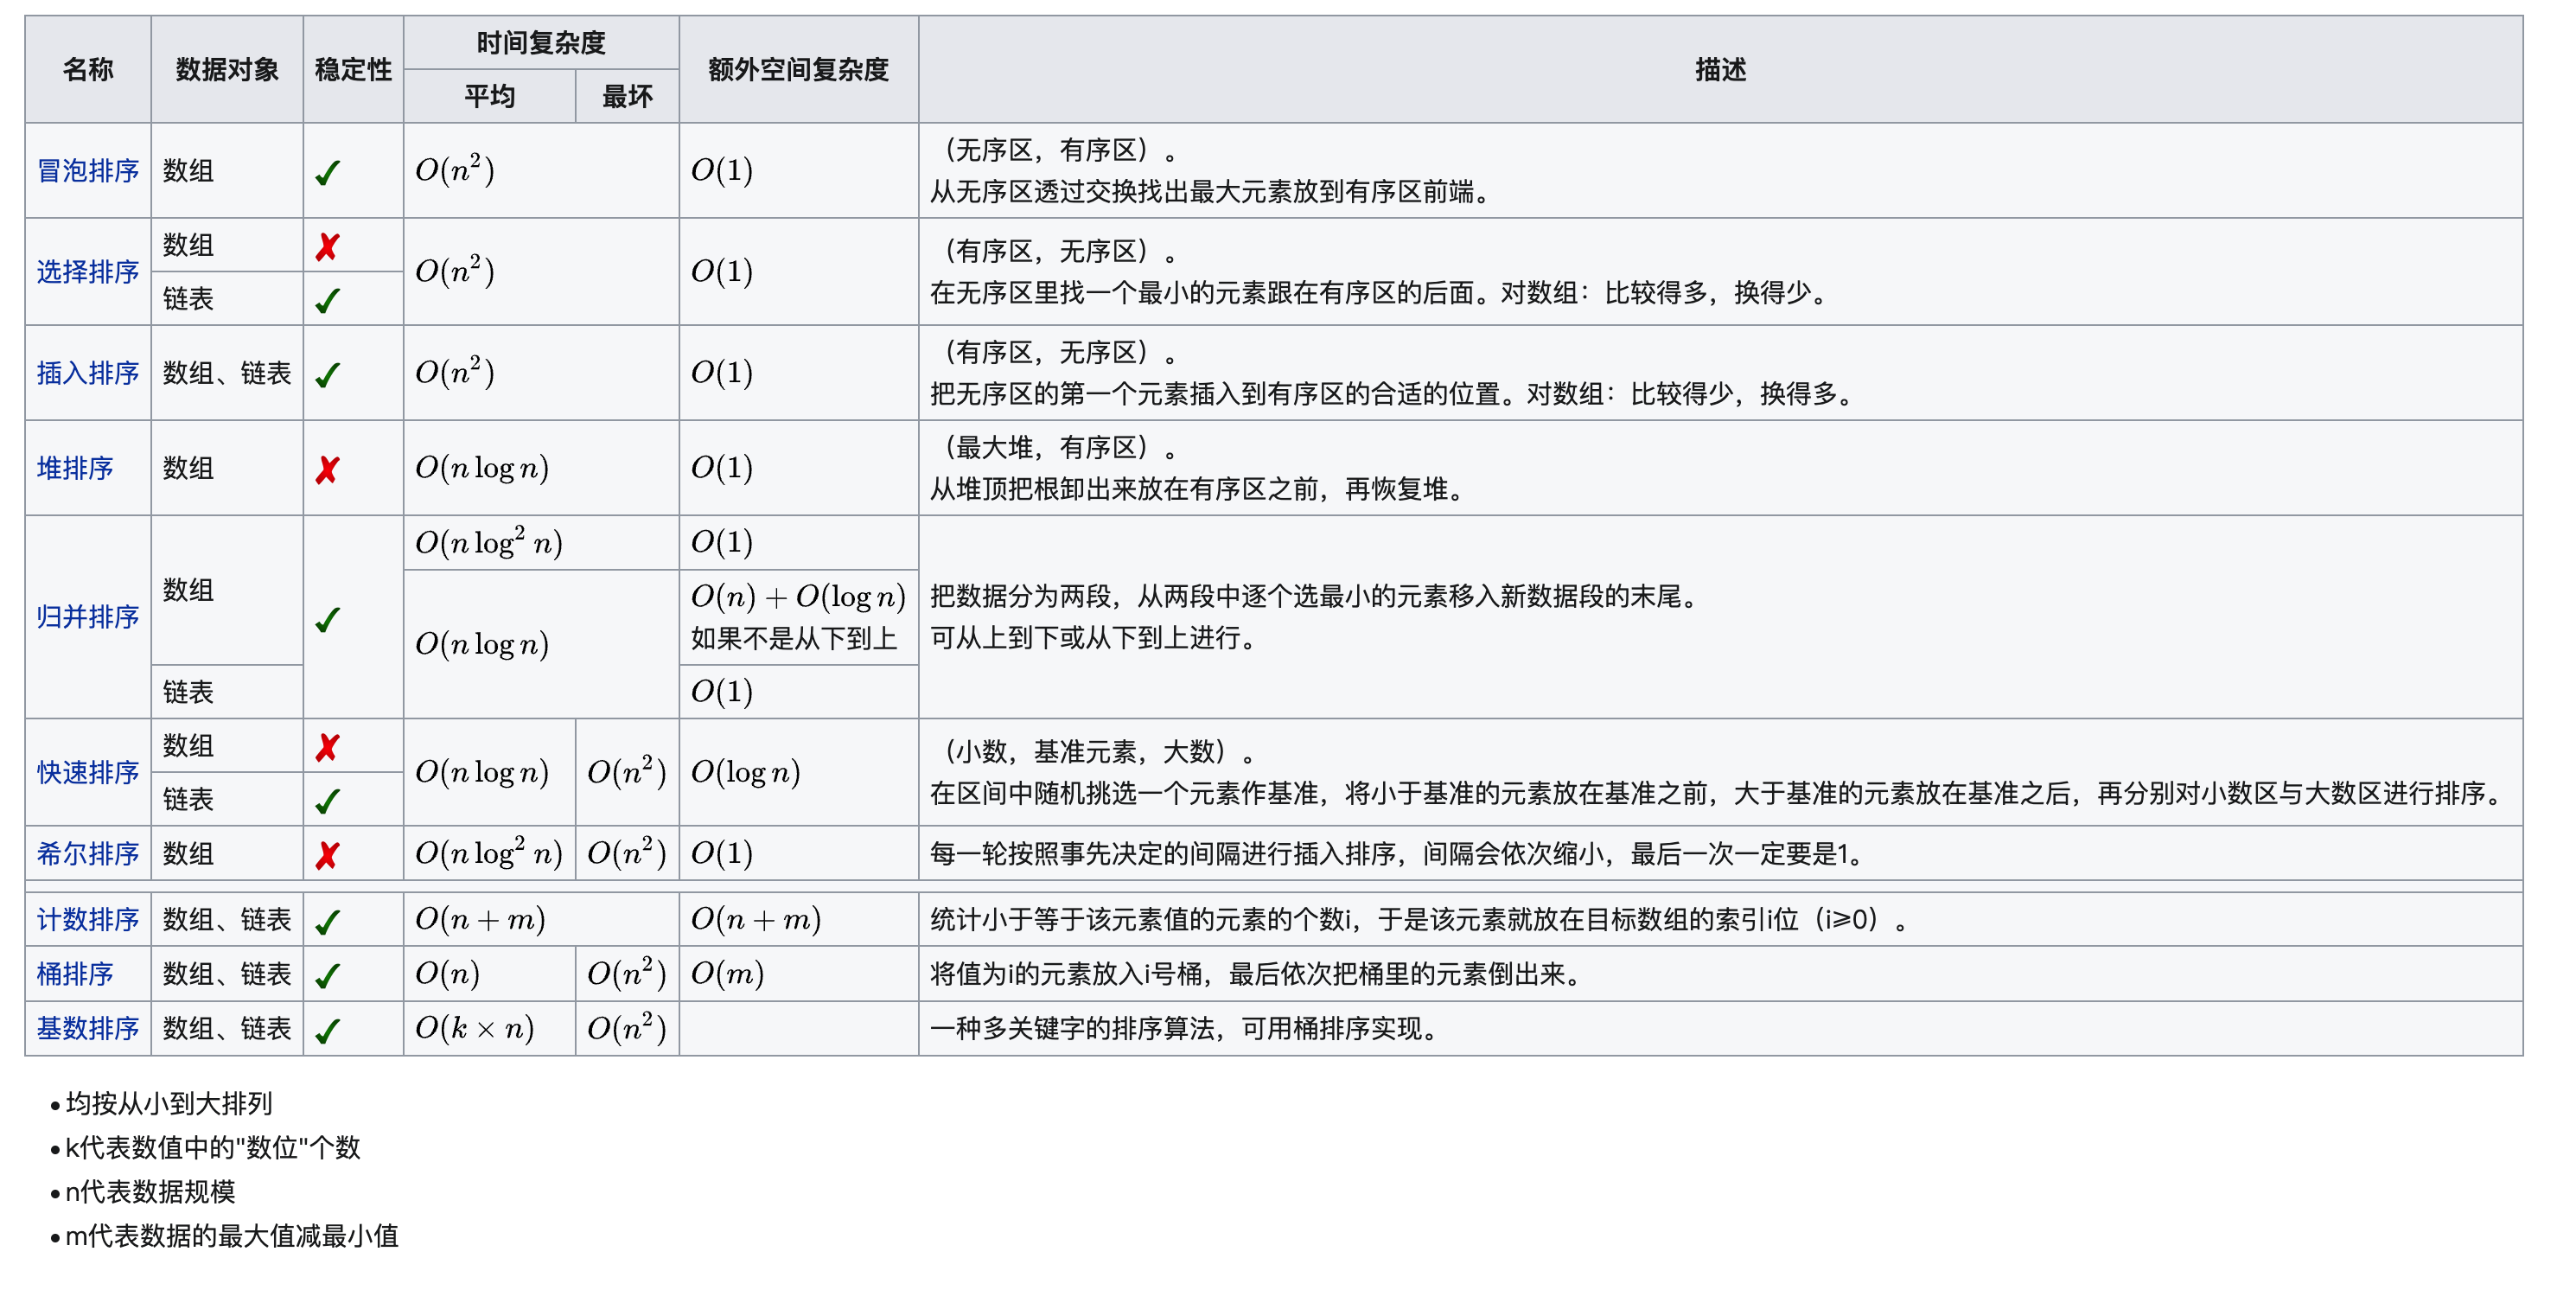 名称 数据对象 稳定性 时间复杂度 额外空间复杂度 描述
平均 最坏
冒泡排序 数组 ✓ O(n²) O(1) （无序区，有序区）。
从无序区透过交换找出最大元素放到有序区前端。
选择排序 数组 ✗ O(n²) O(1) （有序区，无序区）。
链表 ✓ 在无序区里找一个最小的元素跟在有序区的后面。对数组：比较得多，换得少。
插入排序 数组、链表 ✓ O(n²) O(1) （有序区，无序区）。
把无序区的第一个元素插入到有序区的合适的位置。对数组：比较得少，换得多。
堆排序 数组 ✗ O(n log n) O(1) （最大堆，有序区）。
从堆顶把根卸出来放在有序区之前，再恢复堆。
归并排序 数组 ✓ O(n log² n) O(1)
O(n log n) O(n) + O(log n) 把数据分为两段，从两段中逐个选最小的元素移入新数据段的末尾。
如果不是从下到上 可从上到下或从下到上进行。
链表 O(1)
快速排序 数组 ✗ O(n log n) O(n²) O(log n) （小数，基准元素，大数）。
链表 ✓ 在区间中随机挑选一个元素作基准，将小于基准的元素放在基准之前，大于基准的元素放在基准之后，再分别对小数区与大数区进行排序。
希尔排序 数组 ✗ O(n log² n) O(n²) O(1) 每一轮按照事先决定的间隔进行插入排序，间隔会依次缩小，最后一次一定要是1。
计数排序 数组、链表 ✓ O(n + m) O(n + m) 统计小于等于该元素值的元素的个数i，于是该元素就放在目标数组的索引i位（i≥0）。
桶排序 数组、链表 ✓ O(n) O(n²) O(m) 将值为i的元素放入i号桶，最后依次把桶里的元素倒出来。
基数排序 数组、链表 ✓ O(k × n) O(n²) 一种多关键字的排序算法，可用桶排序实现。
• 均按从小到大排列
• k代表数值中的"数位"个数
• n代表数据规模
• m代表数据的最大值减最小值